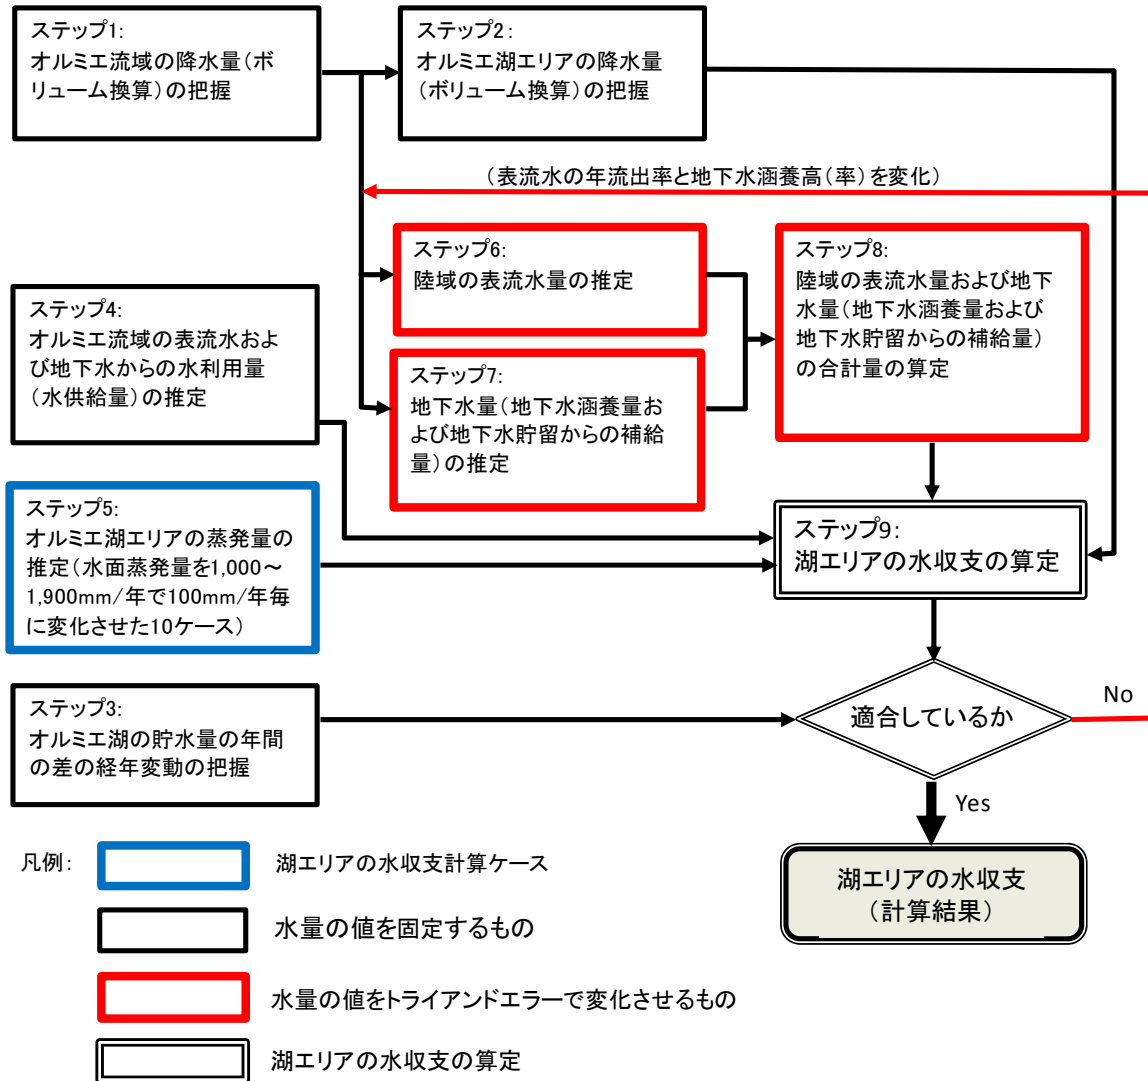 ステップ1:
オルミエ流域の降水量（ボ
リューム換算）の把握
ステップ2:
オルミエ湖エリアの降水量
（ボリューム換算）の把握
（表流水の年流出率と地下水涵養高（率）を変化）
ステップ6:
陸域の表流水量の推定
ステップ8:
陸域の表流水量および地下
水量（地下水涵養量および
地下水貯留からの補給量）
の合計量の算定
ステップ4:
オルミエ流域の表流水およ
び地下水からの水利用量
（水供給量）の推定
ステップ7:
地下水量（地下水涵養量お
よび地下水貯留からの補給
量）の推定
ステップ5:
オルミエ湖エリアの蒸発量の
推定（水面蒸発量を1,000～
1,900mm/年で100mm/年毎
に変化させた10ケース）
ステップ9:
湖エリアの水収支の算定
ステップ3:
オルミエ湖の貯水量の年間
の差の経年変動の把握
適合しているか
No
Yes
湖エリアの水収支
（計算結果）
凡例:
湖エリアの水収支計算ケース
水量の値を固定するもの
水量の値をトライアンドエラーで変化させるもの
湖エリアの水収支の算定